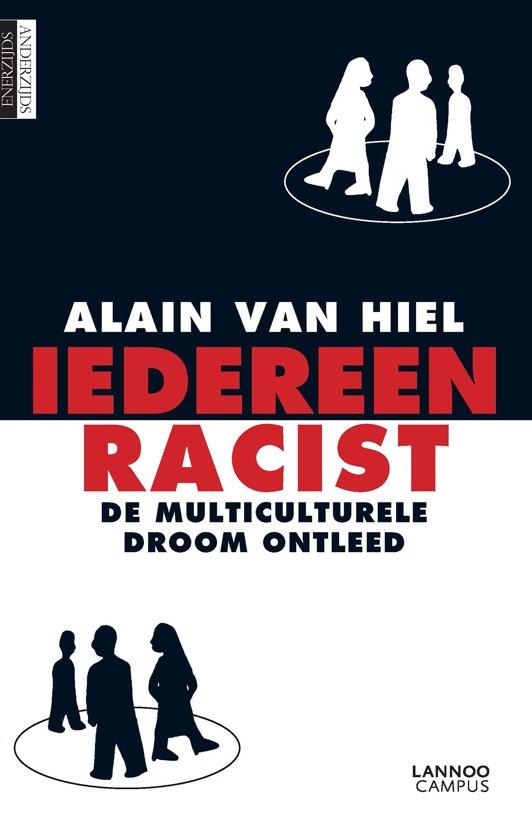 ENERZIJDS
ANDERZIJDS
ALAIN VAN HIEL
IEDEREEN
RACIST
DE MULTICULTURELE
DROOM ONTLEED
LANNOO
CAMPUS